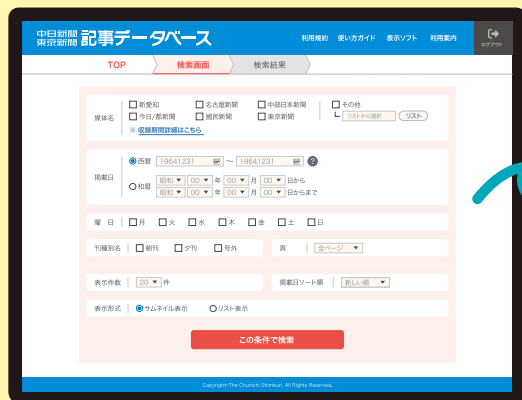 中日新聞
東京新聞 記事データベース
利用規約 使い方ガイド 表示ソフト 利用案内
ログアウト
TOP 検索画面 検索結果
媒体名 新愛知 名古屋新聞 中部日本新聞 その他
今日/都新聞 國民新聞 東京新聞 リストから選択 リスト
※ 収録期間詳細はこちら
掲載日 西暦 19641231 〜 19641231 ?
和暦 昭和 00 年 00 月 00 日から
昭和 00 年 00 月 00 日からまで
曜 日 月 火 水 木 金 土 日
刊種別名 朝刊 夕刊 号外 頁 全ページ
表示件数 20 件 掲載日ソート順 新しい順
表示形式 サムネイル表示 リスト表示
この条件で検索
Copyright©The Chunichi Shimbun, All Rights Reserved.